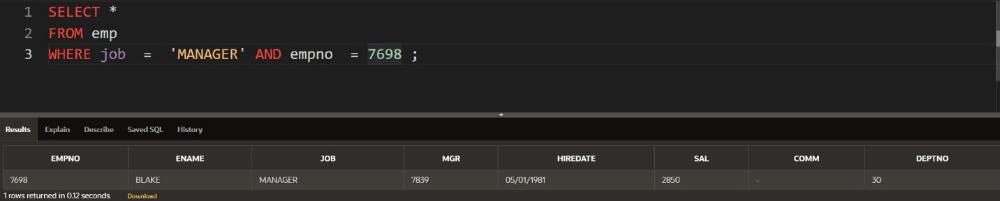 1 SELECT *
2 FROM emp
3 WHERE job = 'MANAGER' AND empno = 7698 ;
Results Explain Describe Saved SQL History
EMPNO ENAME JOB MGR HIREDATE SAL COMM DEPTNO
7698 BLAKE MANAGER 7839 05/01/1981 2850 - 30
1 rows returned in 0.12 seconds Download